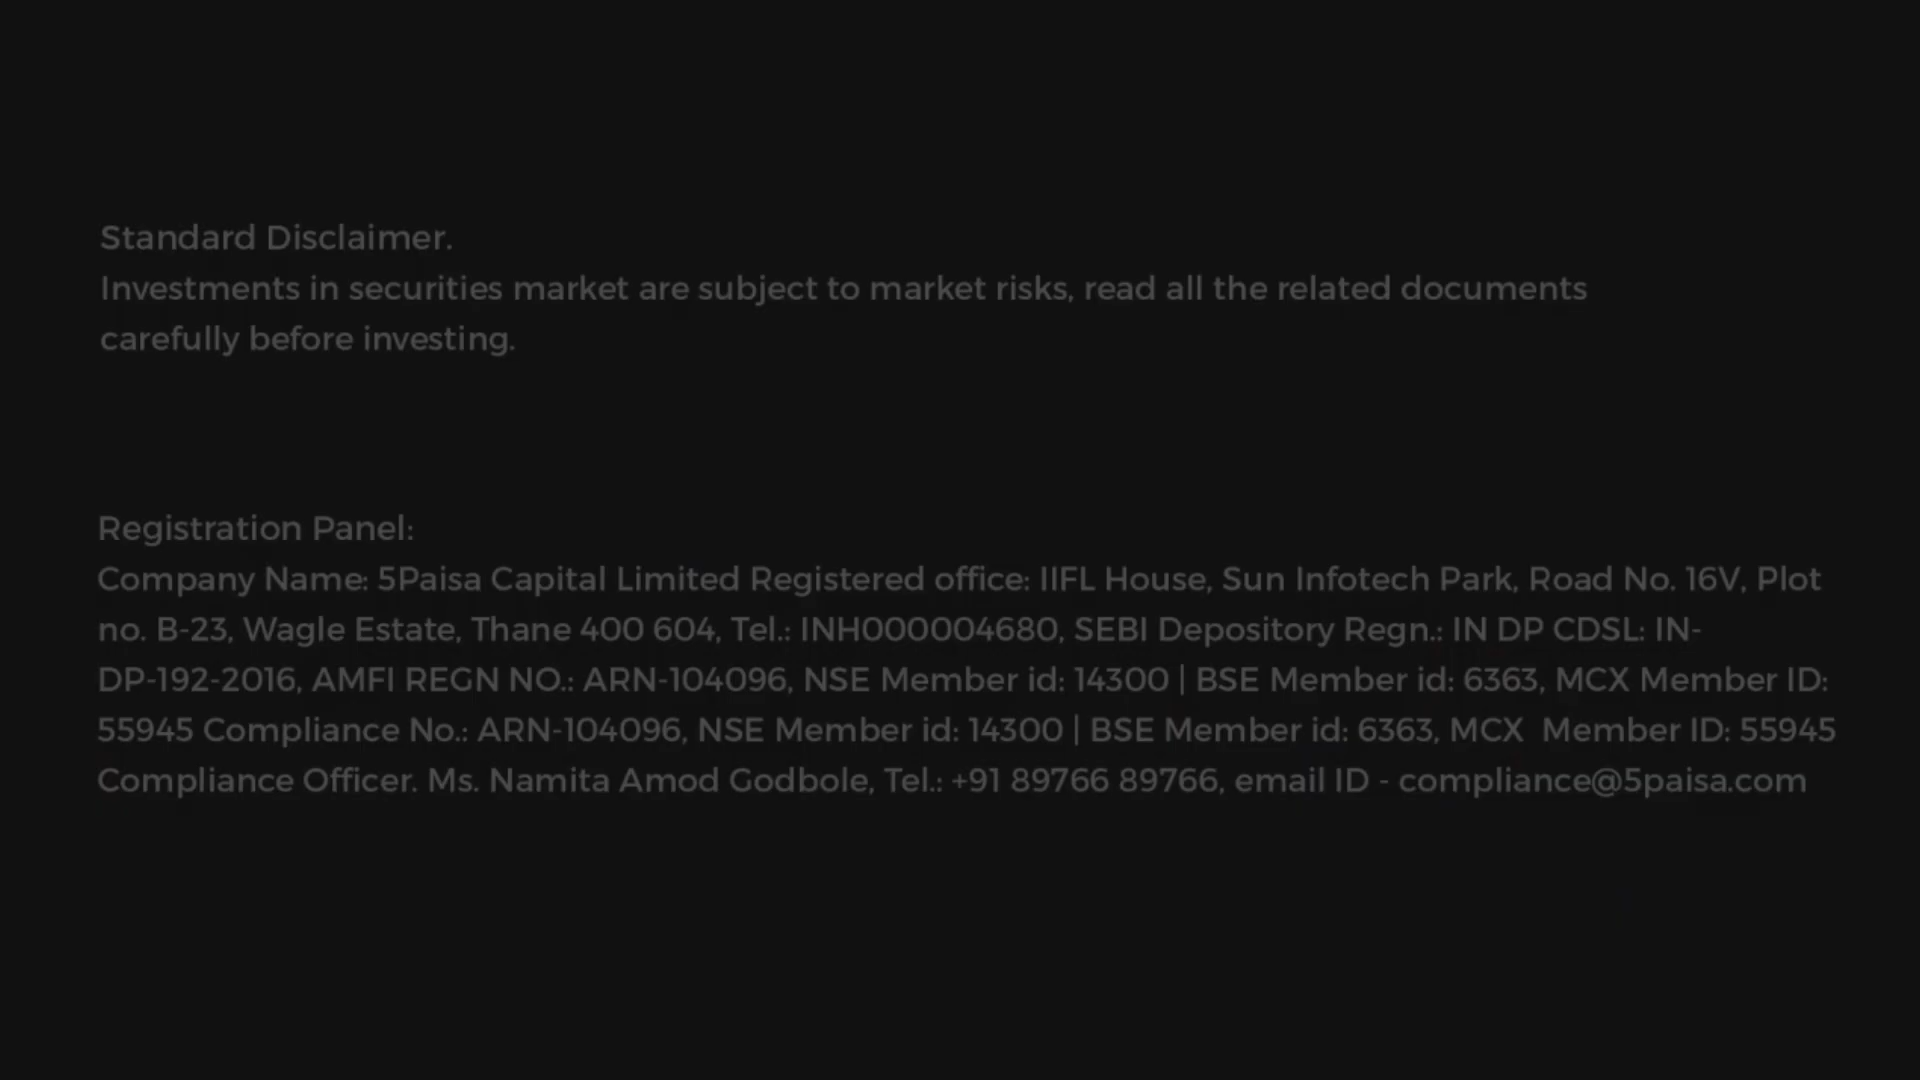 Standard Disclaimer.
Investments in securities market are subject to market risks, read all the related documents
carefully before investing.
Registration Panel:
Company Name: 5Paisa Capital Limited Registered office: IIFL House, Sun Infotech Park, Road No. 16V, Plot
no. B-23, Wagle Estate, Thane 400 604, Tel.: INH000004680, SEBI Depository Regn.: IN DP CDSL: IN-
DP-192-2016, AMFI REGN NO.: ARN-104096, NSE Member id: 14300 | BSE Member id: 6363, MCX Member ID:
55945 Compliance No.: ARN-104096, NSE Member id: 14300 | BSE Member id: 6363, MCX  Member ID: 55945
Compliance Officer. Ms. Namita Amod Godbole, Tel.: +91 89766 89766, email ID - compliance@5paisa.com